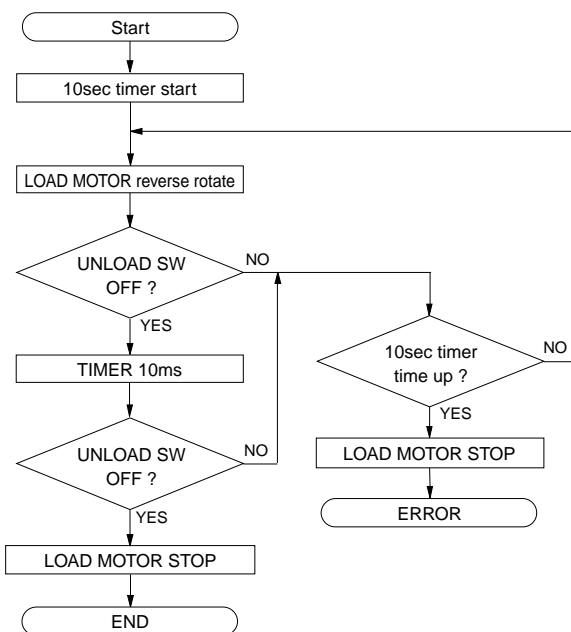 Start
10sec timer start
LOAD MOTOR reverse rotate
UNLOAD SW
OFF ?
NO
YES
TIMER 10ms
UNLOAD SW
OFF ?
NO
YES
LOAD MOTOR STOP
END
10sec timer
time up ?
NO
YES
LOAD MOTOR STOP
ERROR